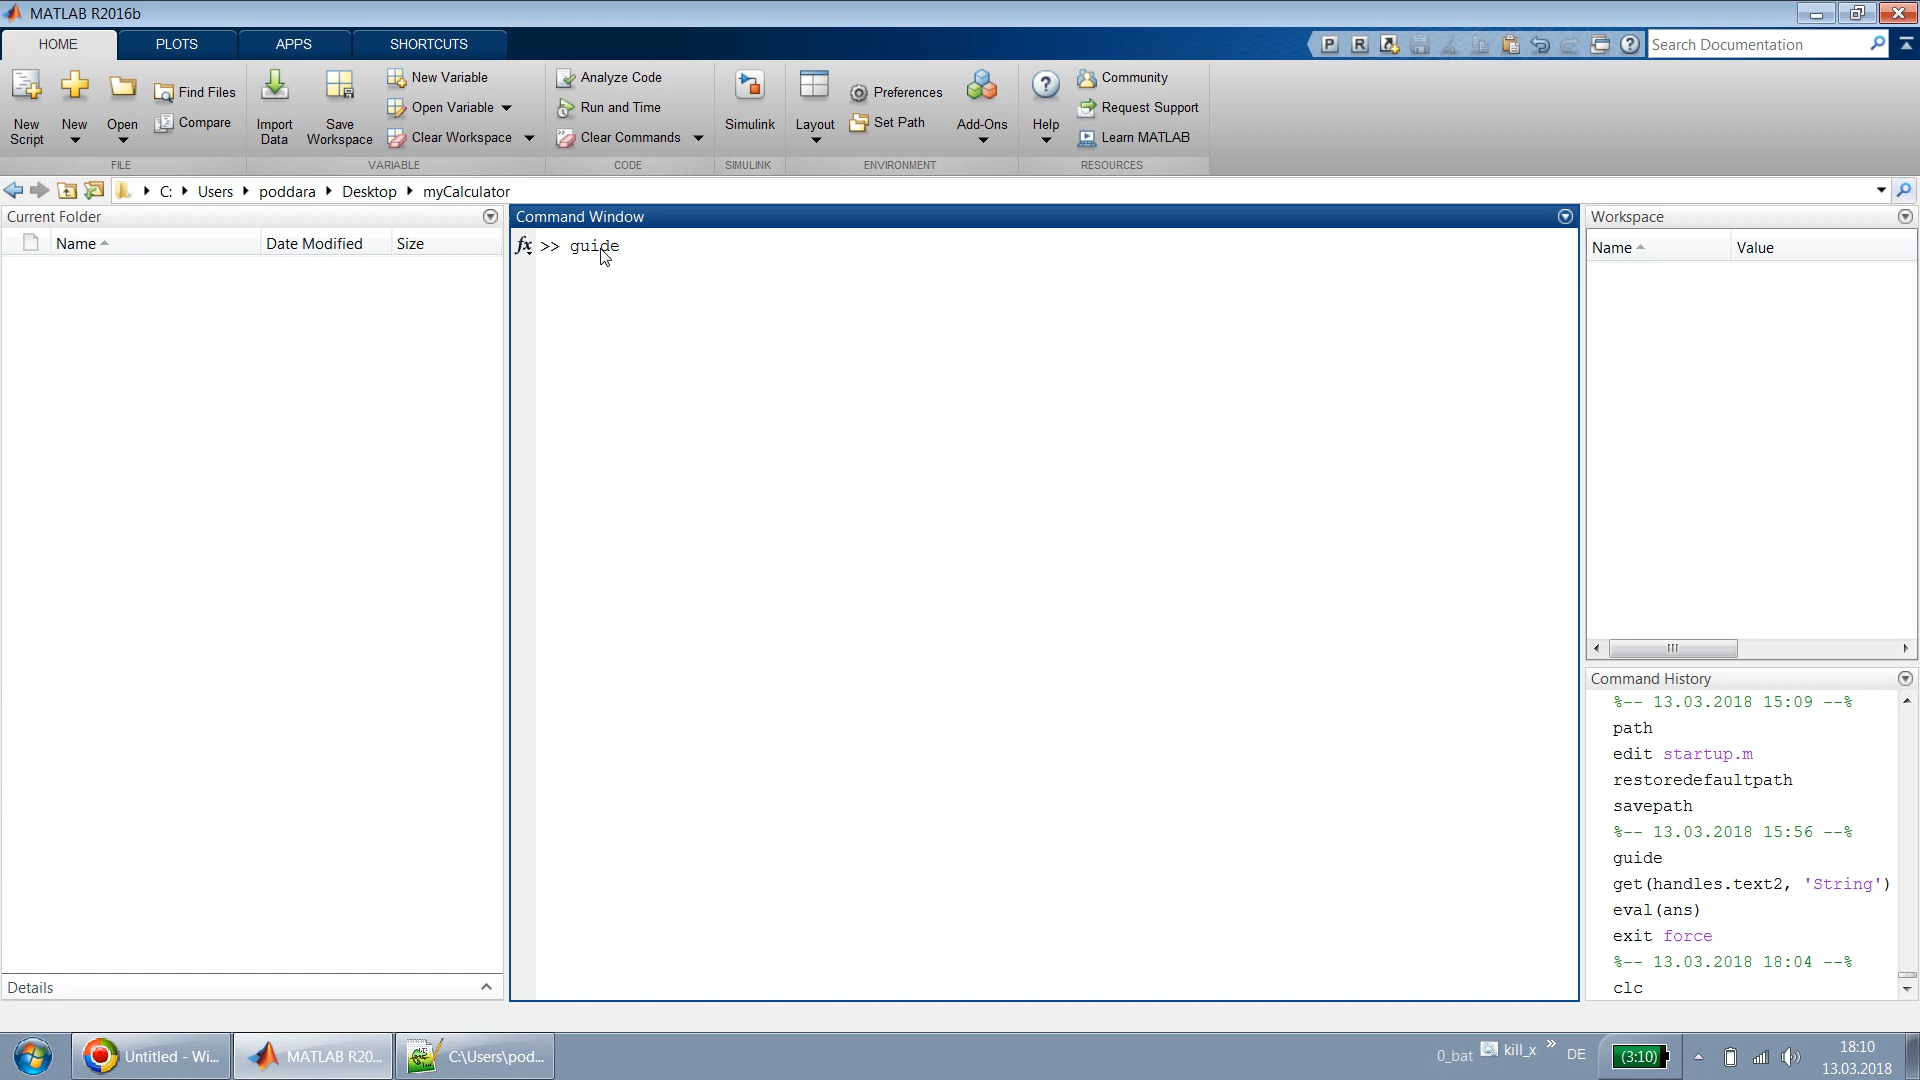 MATLAB R2016b
HOME PLOTS APPS SHORTCUTS
Search Documentation
New Script
New
Open
Find Files
Compare
FILE
Import Data
Save Workspace
New Variable
Open Variable
Clear Workspace
VARIABLE
Analyze Code
Run and Time
Clear Commands
CODE
Simulink
SIMULINK
Layout
Preferences
Set Path
Add-Ons
ENVIRONMENT
Help
Community
Request Support
Learn MATLAB
RESOURCES
C: Users poddara Desktop myCalculator
Current Folder
Name Date Modified Size
Details
Command Window
fx >> guide
Workspace
Name Value
Command History
%-- 13.03.2018 15:09 --%
path
edit startup.m
restoredefaultpath
savepath
%-- 13.03.2018 15:56 --%
guide
get(handles.text2, 'String')
eval(ans)
exit force
%-- 13.03.2018 18:04 --%
clc
Untitled - Wi...
MATLAB R20...
C:\Users\pod...
0_bat kill_x » DE (3:10)
18:10
13.03.2018